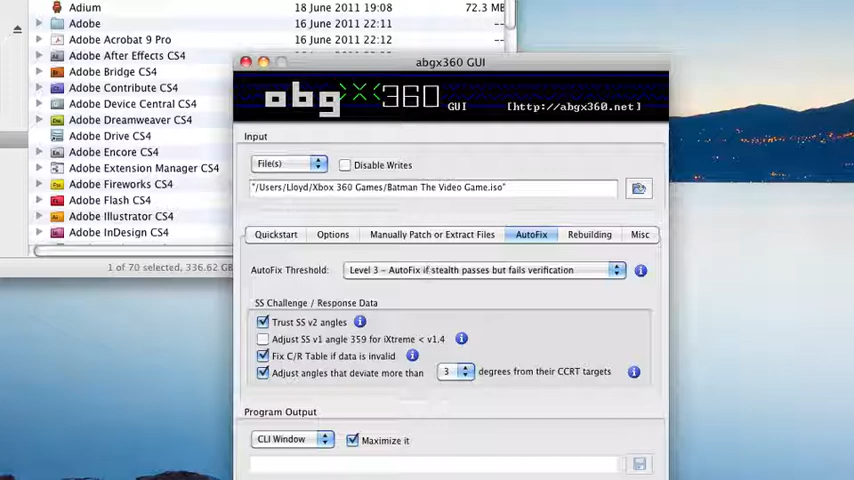 Adium 18 June 2011 19:08 72.3 MB
Adobe 16 June 2011 22:11 --
Adobe Acrobat 9 Pro 16 June 2011 22:12 --
Adobe After Effects CS4
Adobe Bridge CS4
Adobe Contribute CS4
Adobe Device Central CS4
Adobe Dreamweaver CS4
Adobe Drive CS4
Adobe Encore CS4
Adobe Extension Manager CS4
Adobe Fireworks CS4
Adobe Flash CS4
Adobe Illustrator CS4
Adobe InDesign CS4
1 of 70 selected, 336.62 GB
abgx360 GUI
abgx360 GUI [http://abgx360.net]
Input
File(s) Disable Writes
"/Users/Lloyd/Xbox 360 Games/Batman The Video Game.iso"
Quickstart Options Manually Patch or Extract Files AutoFix Rebuilding Misc
AutoFix Threshold: Level 3 - AutoFix if stealth passes but fails verification
SS Challenge / Response Data
Trust SS v2 angles
Adjust SS v1 angle 359 for iXtreme < v1.4
Fix C/R Table if data is invalid
Adjust angles that deviate more than 3 degrees from their CCRT targets
Program Output
CLI Window Maximize it